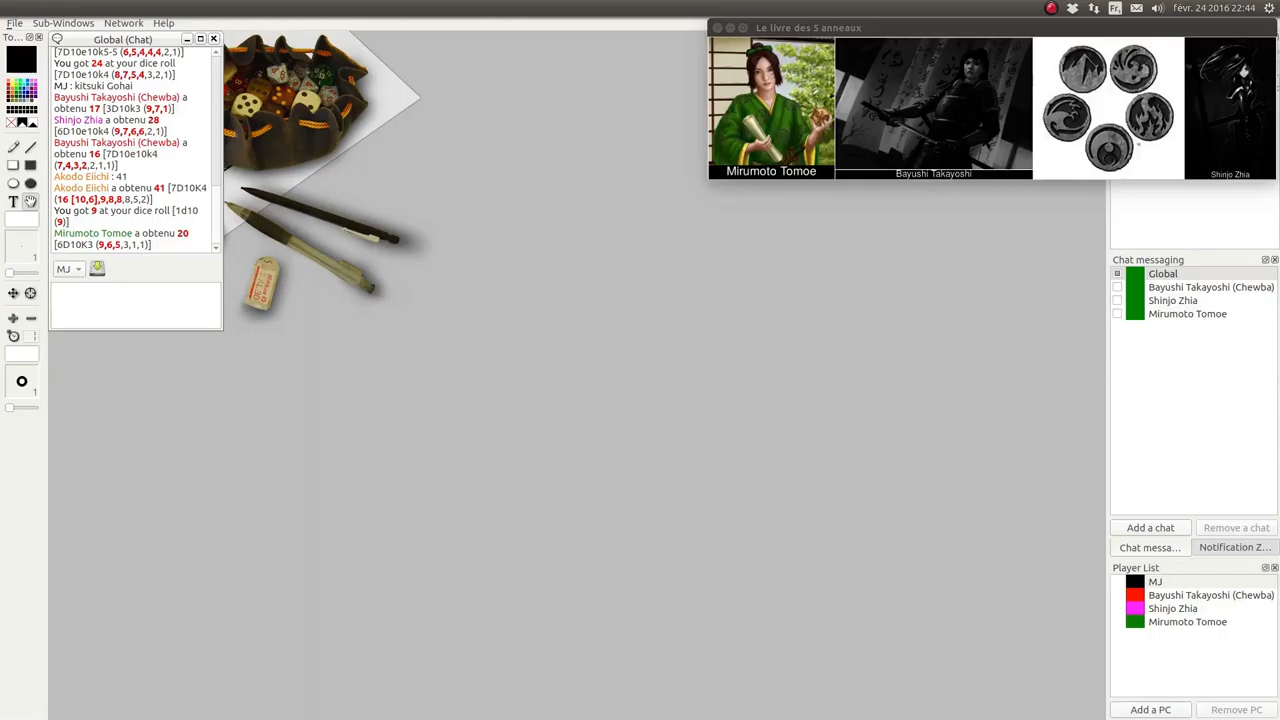 Fr
févr. 24 2016 22:44
File Sub-Windows Network Help
Le livre des 5 anneaux
To...
Global (Chat)
[7D10e10k5-5 (6,5,4,4,4,2,1)]
You got 24 at your dice roll
[7D10e10k4 (8,7,5,4,3,2,1)]
MJ : kitsuki Gohai
Bayushi Takayoshi (Chewba) a
obtenu 17 [3D10k3 (9,7,1)]
Shinjo Zhia a obtenu 28
[6D10e10k4 (9,7,6,6,2,1)]
Bayushi Takayoshi (Chewba) a
obtenu 16 [7D10e10k4
(7,4,3,2,2,1,1)]
Akodo Eiichi : 41
Akodo Eiichi a obtenu 41 [7D10K4
(16 [10,6],9,8,8,8,5,2)]
You got 9 at your dice roll [1d10
(9)]
Mirumoto Tomoe a obtenu 20
[6D10K3 (9,6,5,3,1,1)]
MJ
T
1
1
1
Mirumoto Tomoe
Bayushi Takayoshi
Shinjo Zhia
Chat messaging
Global
Bayushi Takayoshi (Chewba)
Shinjo Zhia
Mirumoto Tomoe
Add a chat
Remove a chat
Chat messa...
Notification Z...
Player List
MJ
Bayushi Takayoshi (Chewba)
Shinjo Zhia
Mirumoto Tomoe
Add a PC
Remove PC